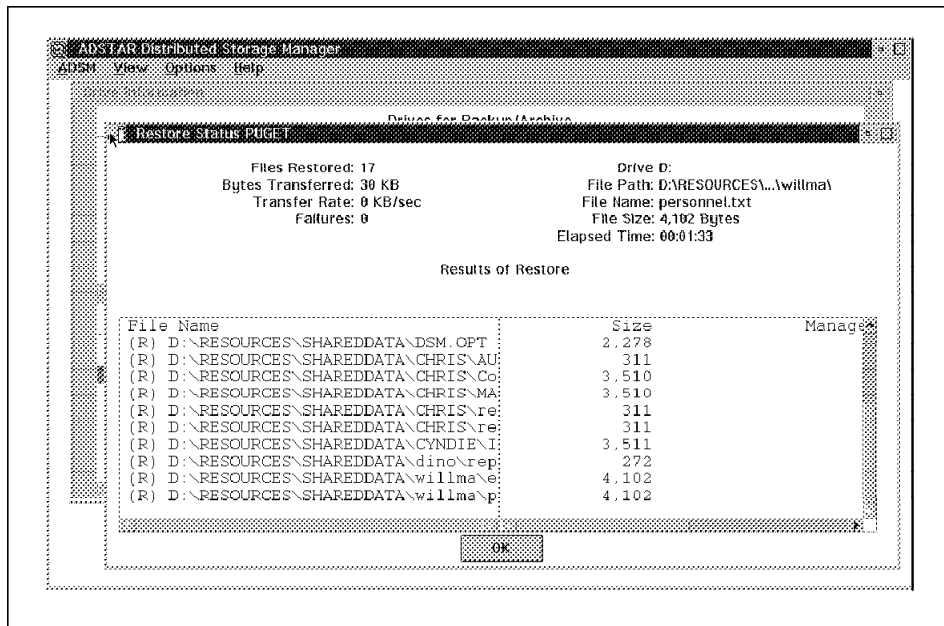 ADSTAR Distributed Storage Manager
ADSM View Options Help
Drive Information
Drives for Backup/Archive
Restore Status PUGET
Files Restored: 17
Bytes Transferred: 30 KB
Transfer Rate: 0 KB/sec
Failures: 0
Drive D:
File Path: D:\RESOURCES\...\willma\
File Name: personnel.txt
File Size: 4,102 Bytes
Elapsed Time: 00:01:33
Results of Restore
File Name Size Manage
(R) D:\RESOURCES\SHAREDDATA\DSM.OPT 2,278
(R) D:\RESOURCES\SHAREDDATA\CHRIS\AU 311
(R) D:\RESOURCES\SHAREDDATA\CHRIS\Co 3,510
(R) D:\RESOURCES\SHAREDDATA\CHRIS\MA 3,510
(R) D:\RESOURCES\SHAREDDATA\CHRIS\re 311
(R) D:\RESOURCES\SHAREDDATA\CHRIS\re 311
(R) D:\RESOURCES\SHAREDDATA\CYNDIE\I 3,511
(R) D:\RESOURCES\SHAREDDATA\dino\rep 272
(R) D:\RESOURCES\SHAREDDATA\willma\e 4,102
(R) D:\RESOURCES\SHAREDDATA\willma\p 4,102
OK